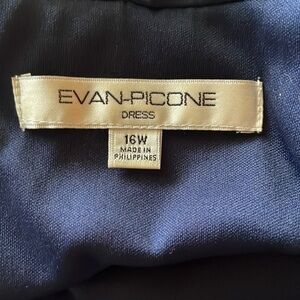 EVAN-PICONE
DRESS
16W
MADE IN
PHILIPPINES